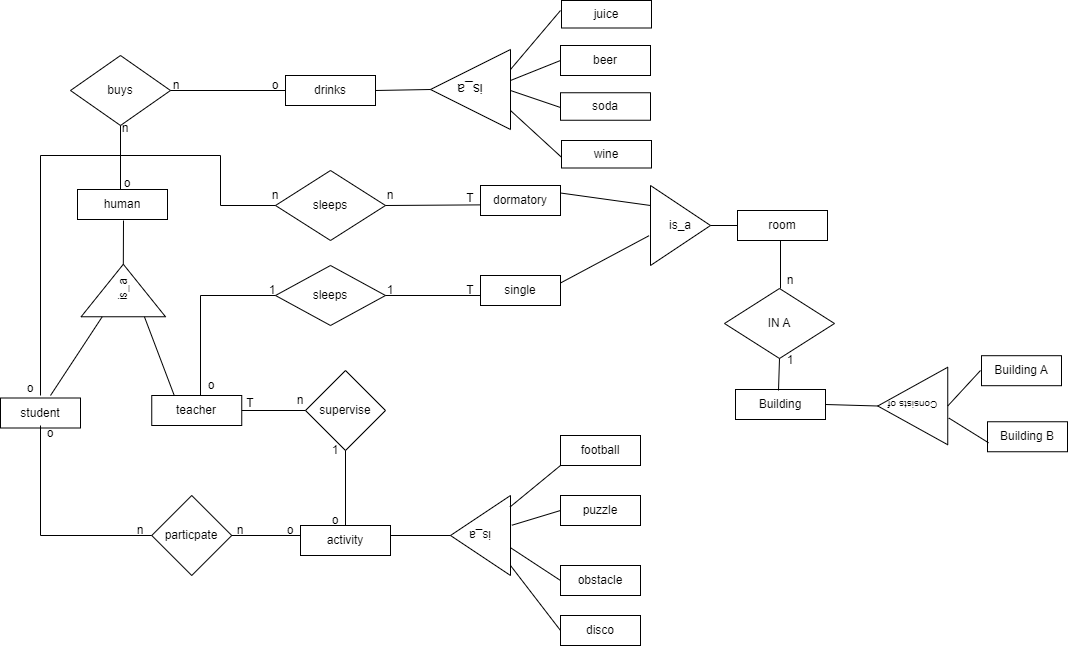 juice
buys
n
o
drinks
is_a
beer
soda
n
wine
o
human
n
sleeps
n
T
dormatory
is_a
room
is_a
1
sleeps
1
T
single
n
IN A
1
o
o
student
teacher
T
n
supervise
Building
Consists of
Building A
Building B
o
1
football
o
n
particpate
n
o
activity
is_a
puzzle
obstacle
disco